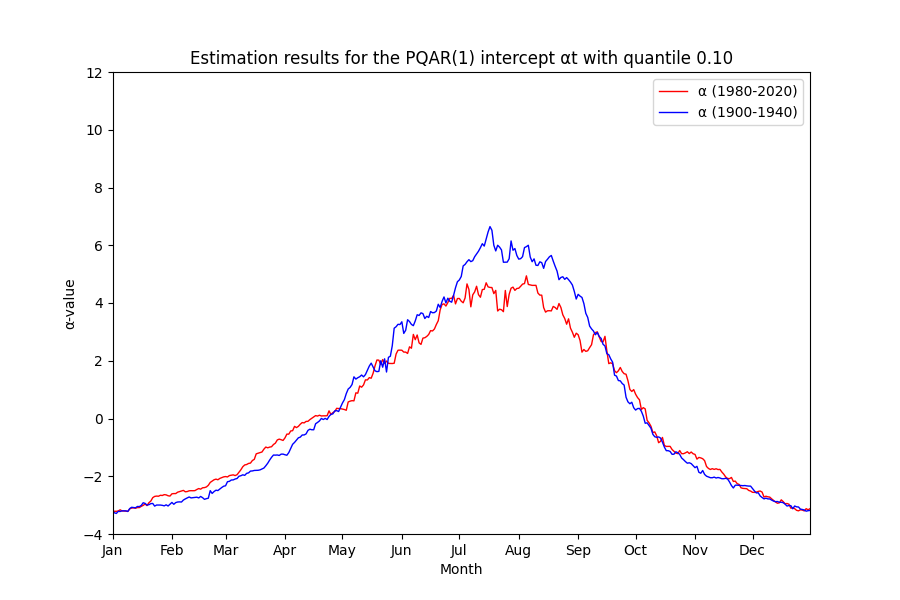 Estimation results for the PQAR(1) intercept αt with quantile 0.10
12
10
8
6
4
2
0
−2
−4
α-value
α (1980-2020)
α (1900-1940)
Jan Feb Mar Apr May Jun Jul Aug Sep Oct Nov Dec
Month